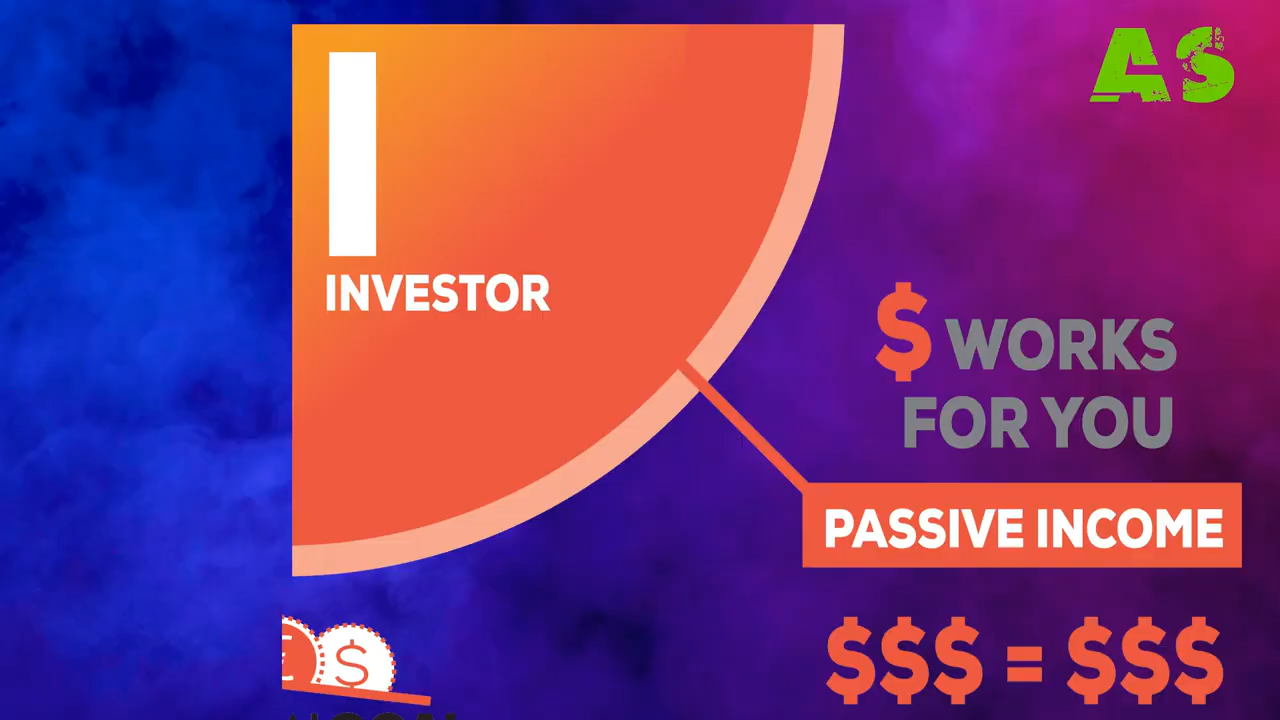 AS
I
INVESTOR
$ WORKS
FOR YOU
PASSIVE INCOME
$
$$$ = $$$